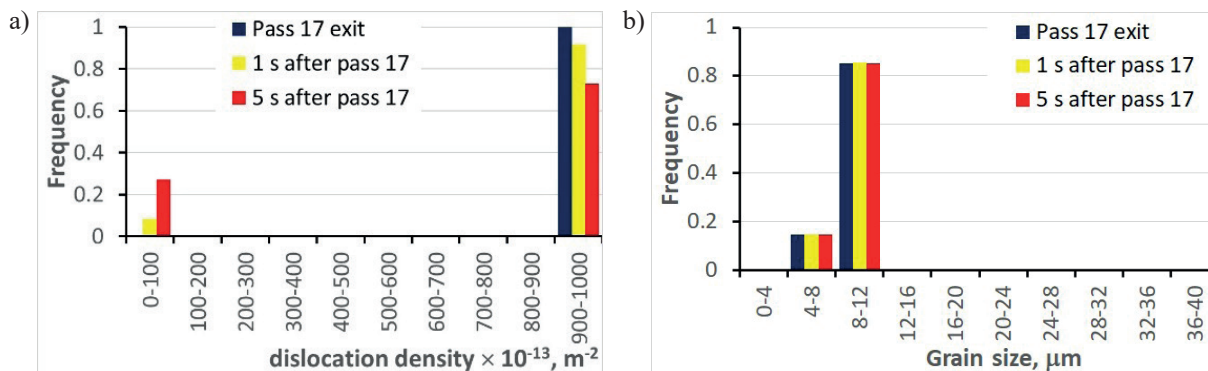 a)
Frequency
1
0.8
0.6
0.4
0.2
0
Pass 17 exit
1 s after pass 17
5 s after pass 17
0-100
100-200
200-300
300-400
400-500
500-600
600-700
700-800
800-900
900-1000
dislocation density × 10⁻¹³, m⁻²
b)
Frequency
1
0.8
0.6
0.4
0.2
0
Pass 17 exit
1 s after pass 17
5 s after pass 17
0-4
4-8
8-12
12-16
16-20
20-24
24-28
28-32
32-36
36-40
Grain size, μm